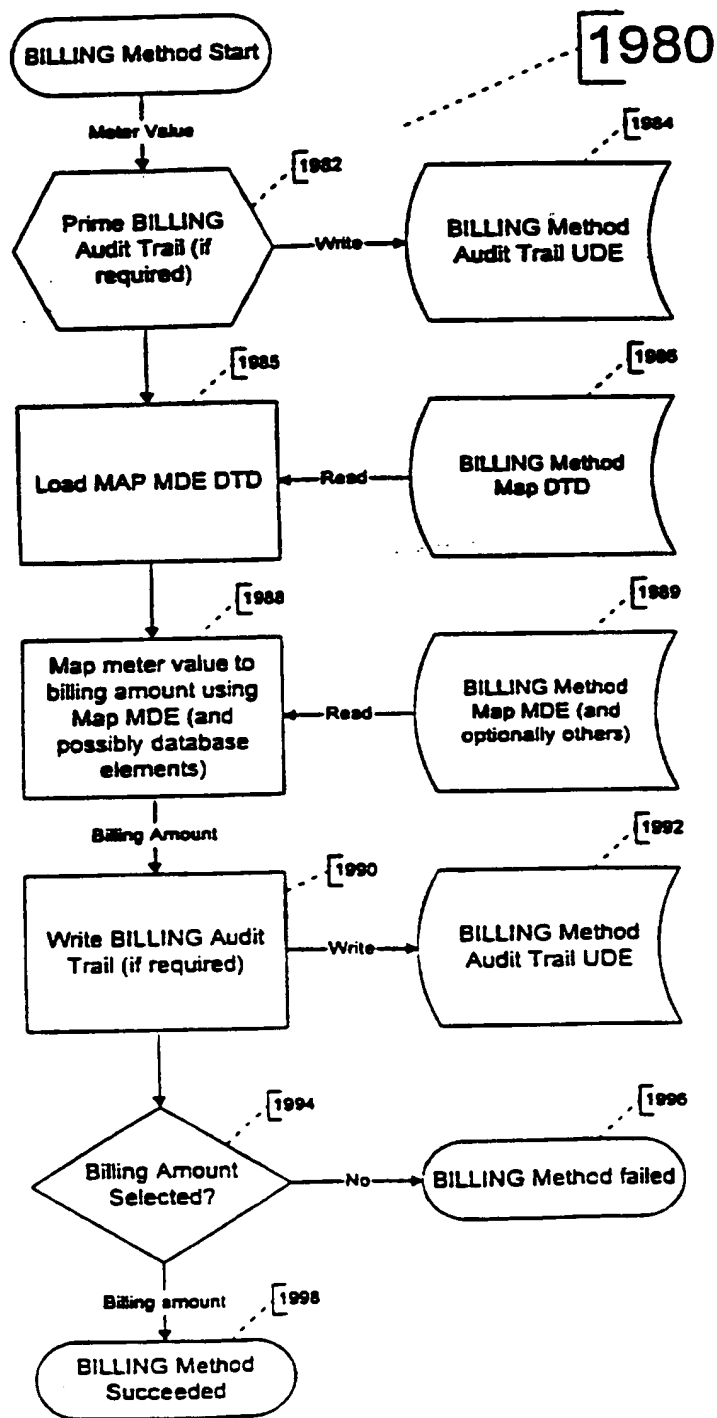 BILLING Method Start
1980
Meter Value
1982
1984
Prime BILLING
Audit Trail (if
required)
Write
BILLING Method
Audit Trail UDE
1985
1986
Load MAP MDE DTD
Read
BILLING Method
Map DTD
1988
1989
Map meter value to
billing amount using
Map MDE (and
possibly database
elements)
Read
BILLING Method
Map MDE (and
optionally others)
Billing Amount
1990
1992
Write BILLING Audit
Trail (if required)
Write
BILLING Method
Audit Trail UDE
1994
1996
Billing Amount
Selected?
No
BILLING Method failed
Billing amount
1998
BILLING Method
Succeeded